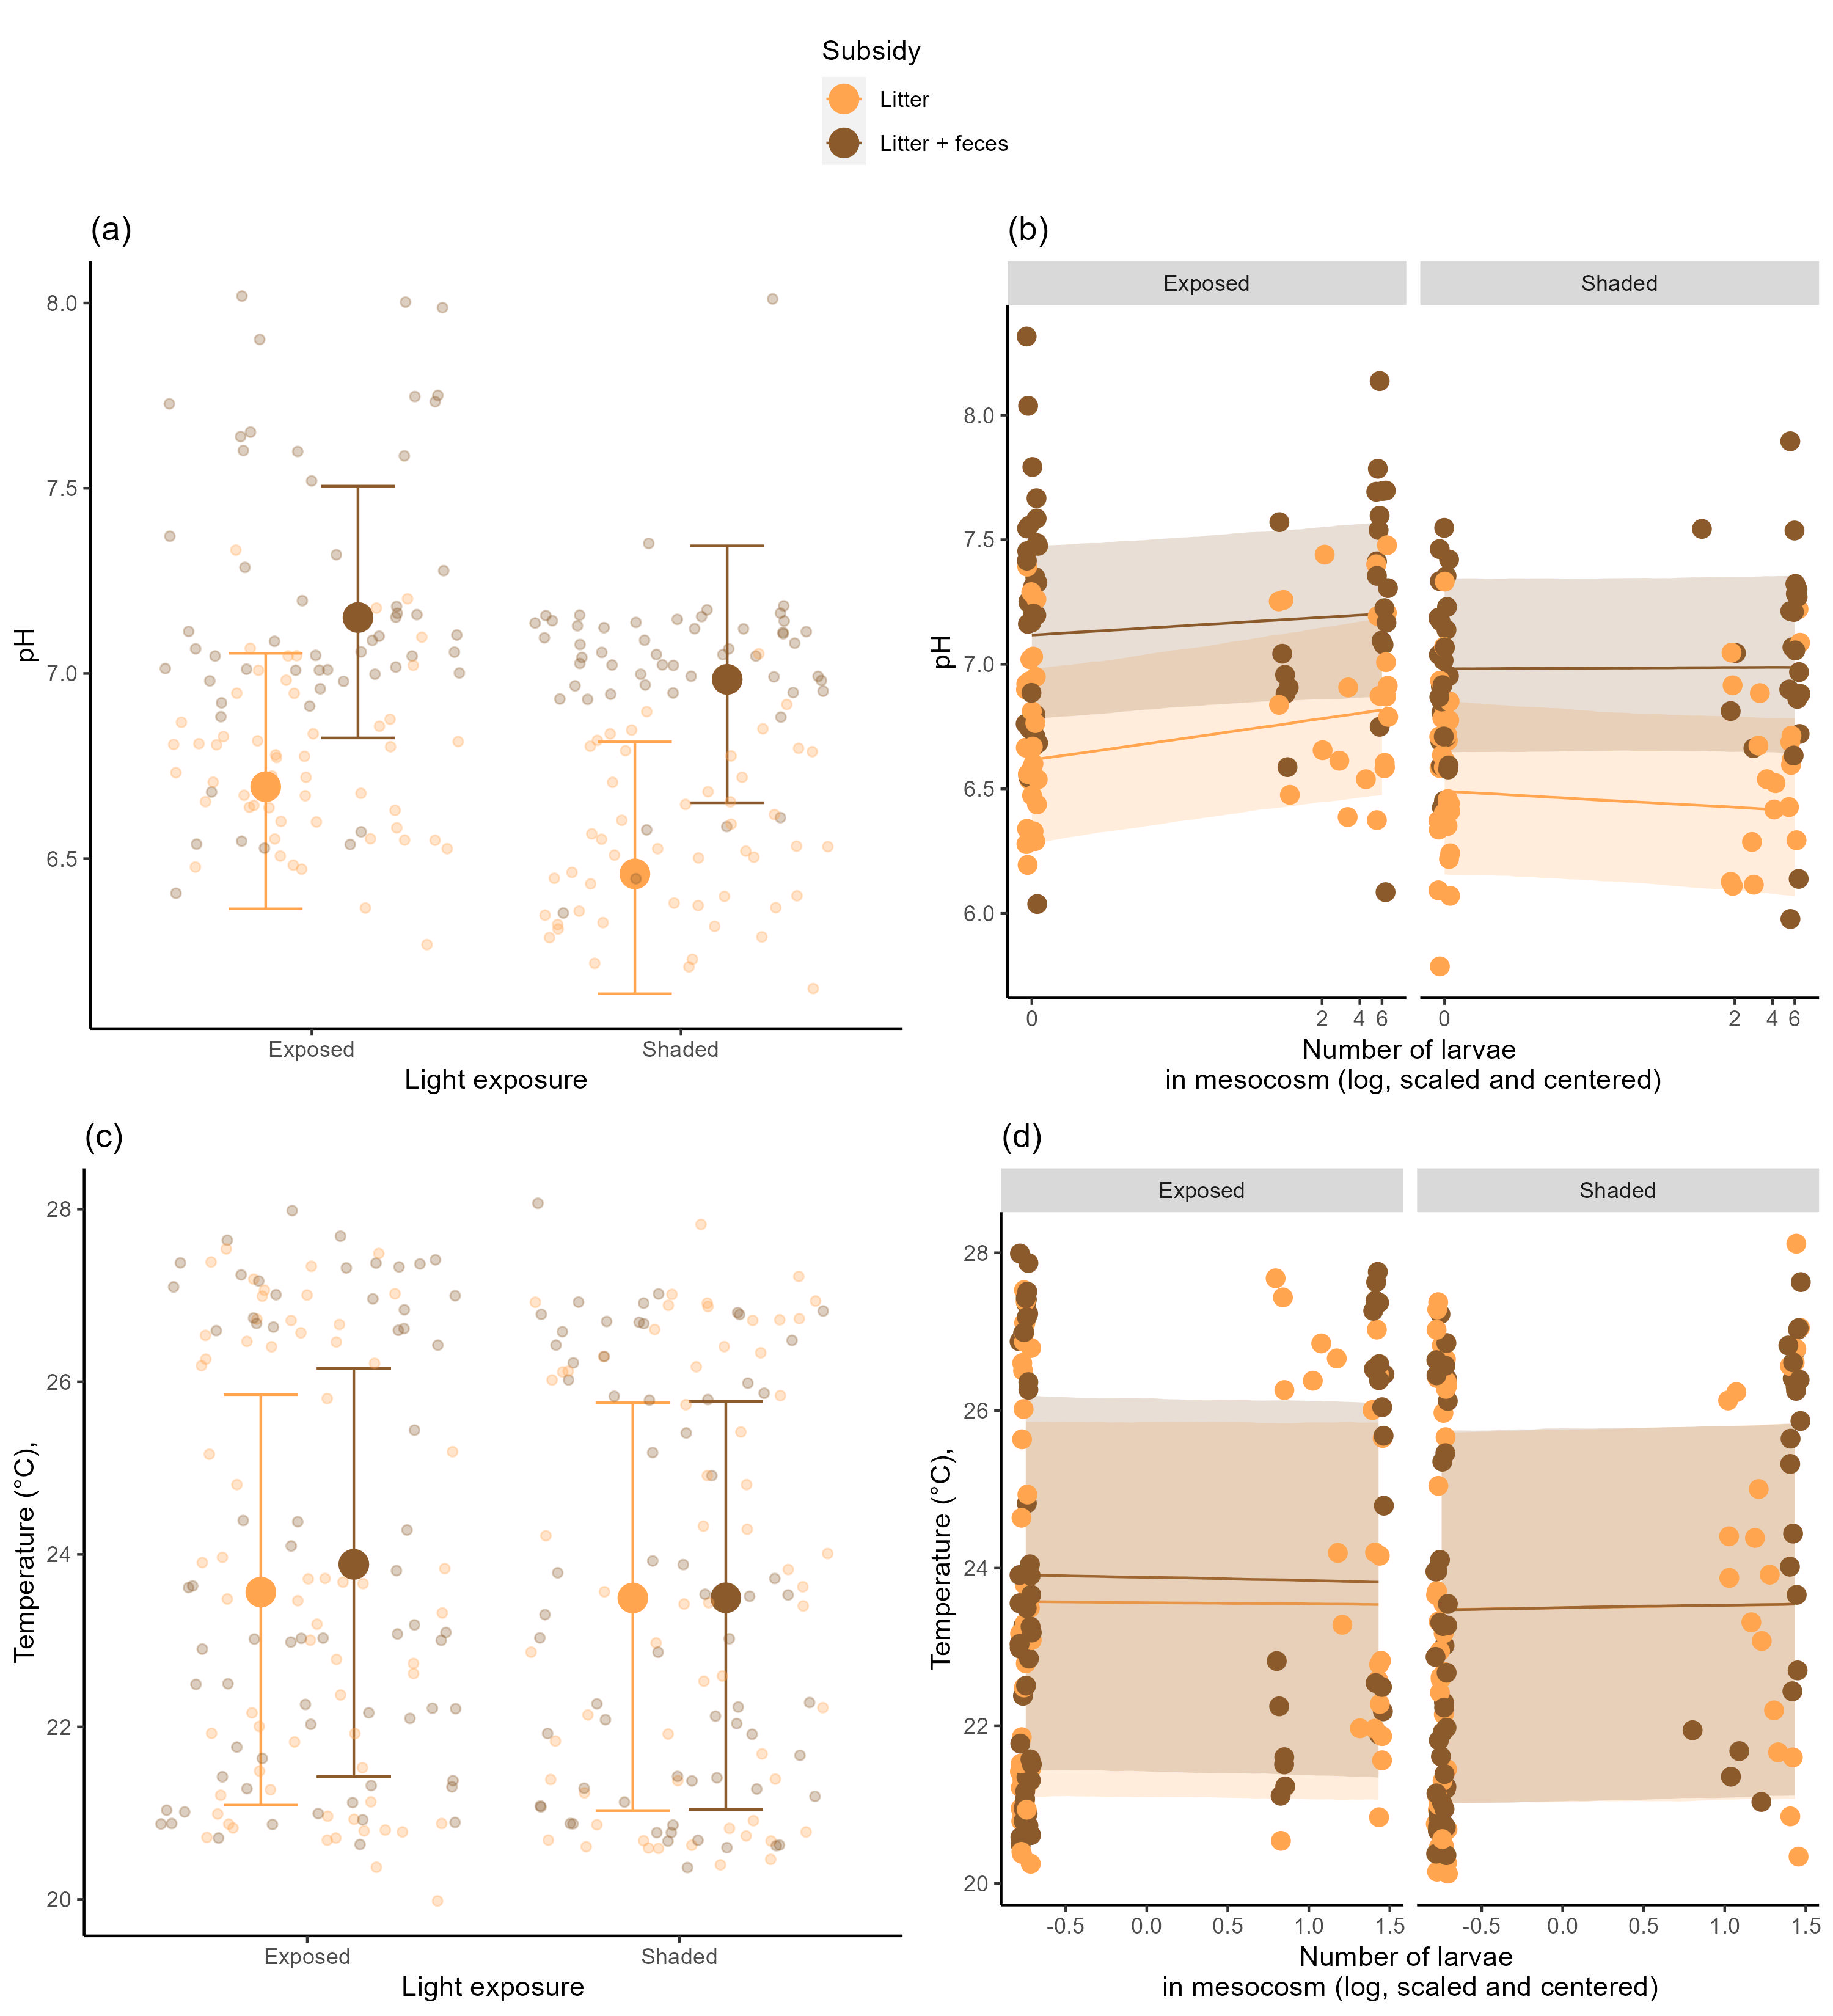 Subsidy
Litter
Litter + feces
(a)
8.0
7.5
7.0
6.5
pH
Exposed
Shaded
Light exposure
(b)
Exposed
Shaded
8.0
7.5
7.0
6.5
6.0
pH
0 2 4 6
0 2 4 6
Number of larvae
in mesocosm (log, scaled and centered)
(c)
28
26
24
22
20
Temperature (°C),
Exposed
Shaded
Light exposure
(d)
Exposed
Shaded
28
26
24
22
20
Temperature (°C),
-0.5 0.0 0.5 1.0 1.5
-0.5 0.0 0.5 1.0 1.5
Number of larvae
in mesocosm (log, scaled and centered)